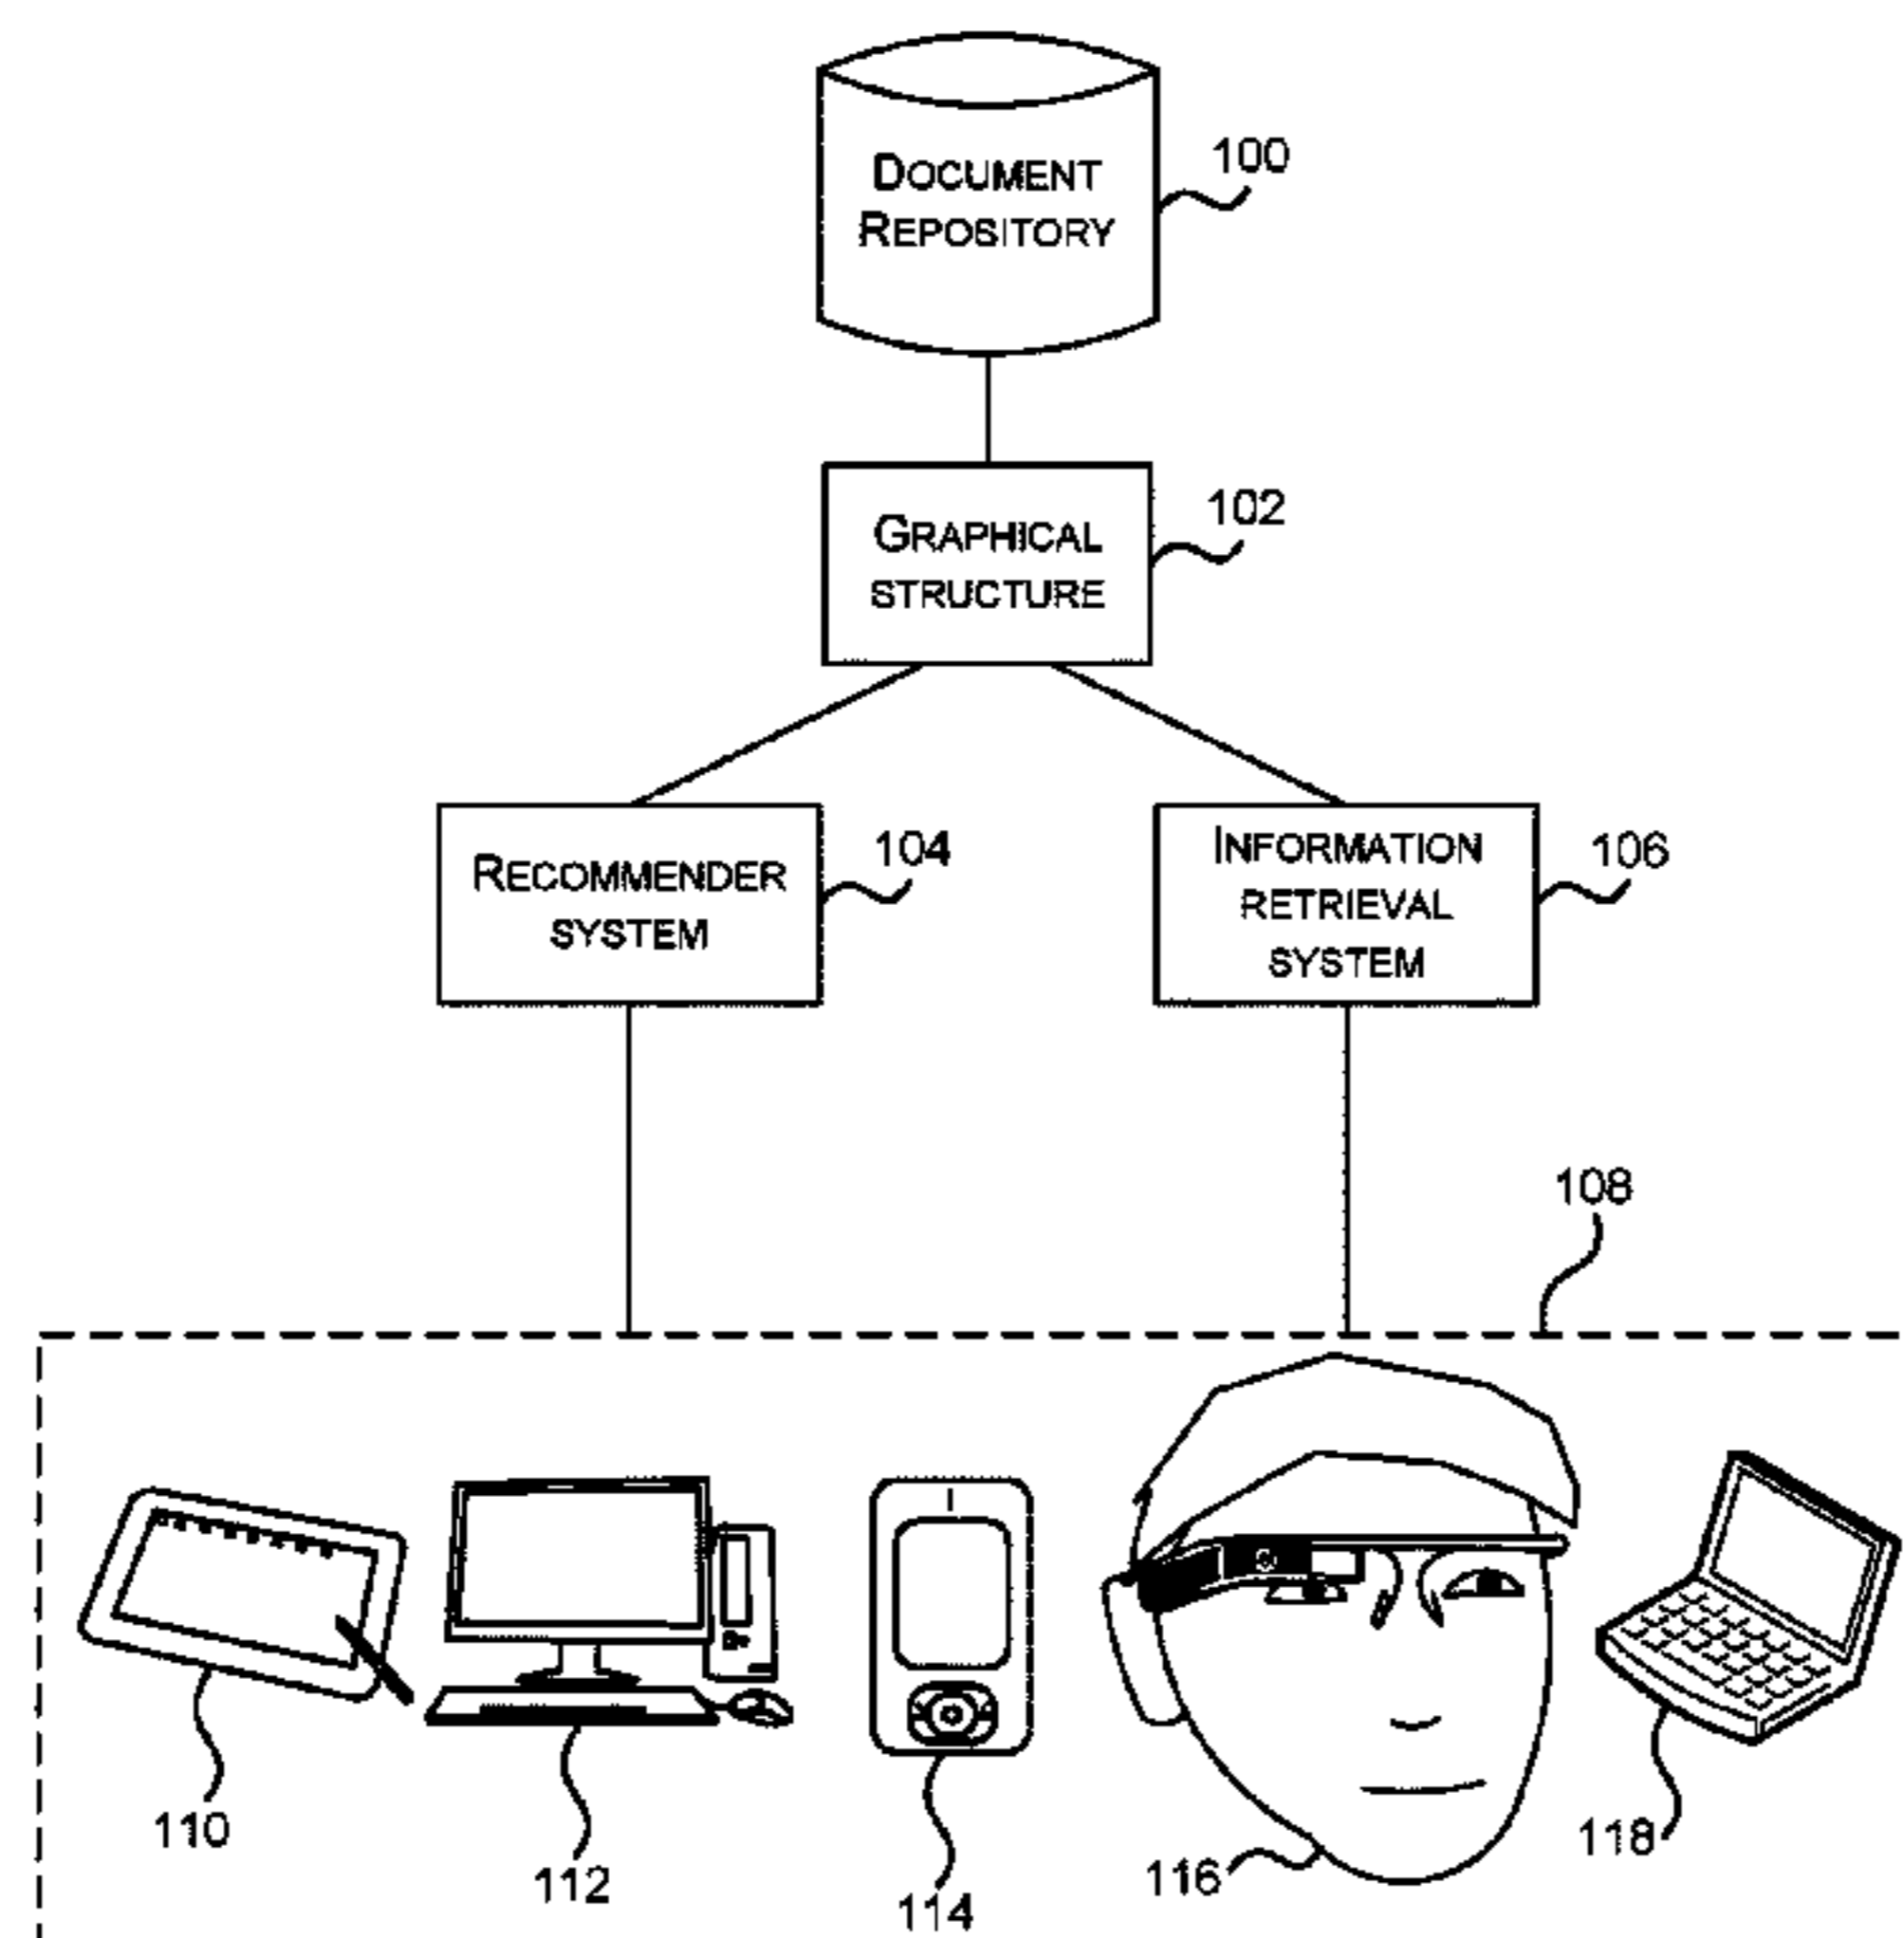 DOCUMENT
REPOSITORY
100
GRAPHICAL
STRUCTURE
102
RECOMMENDER
SYSTEM
104
INFORMATION
RETRIEVAL
SYSTEM
106
108
110
112
114
116
118